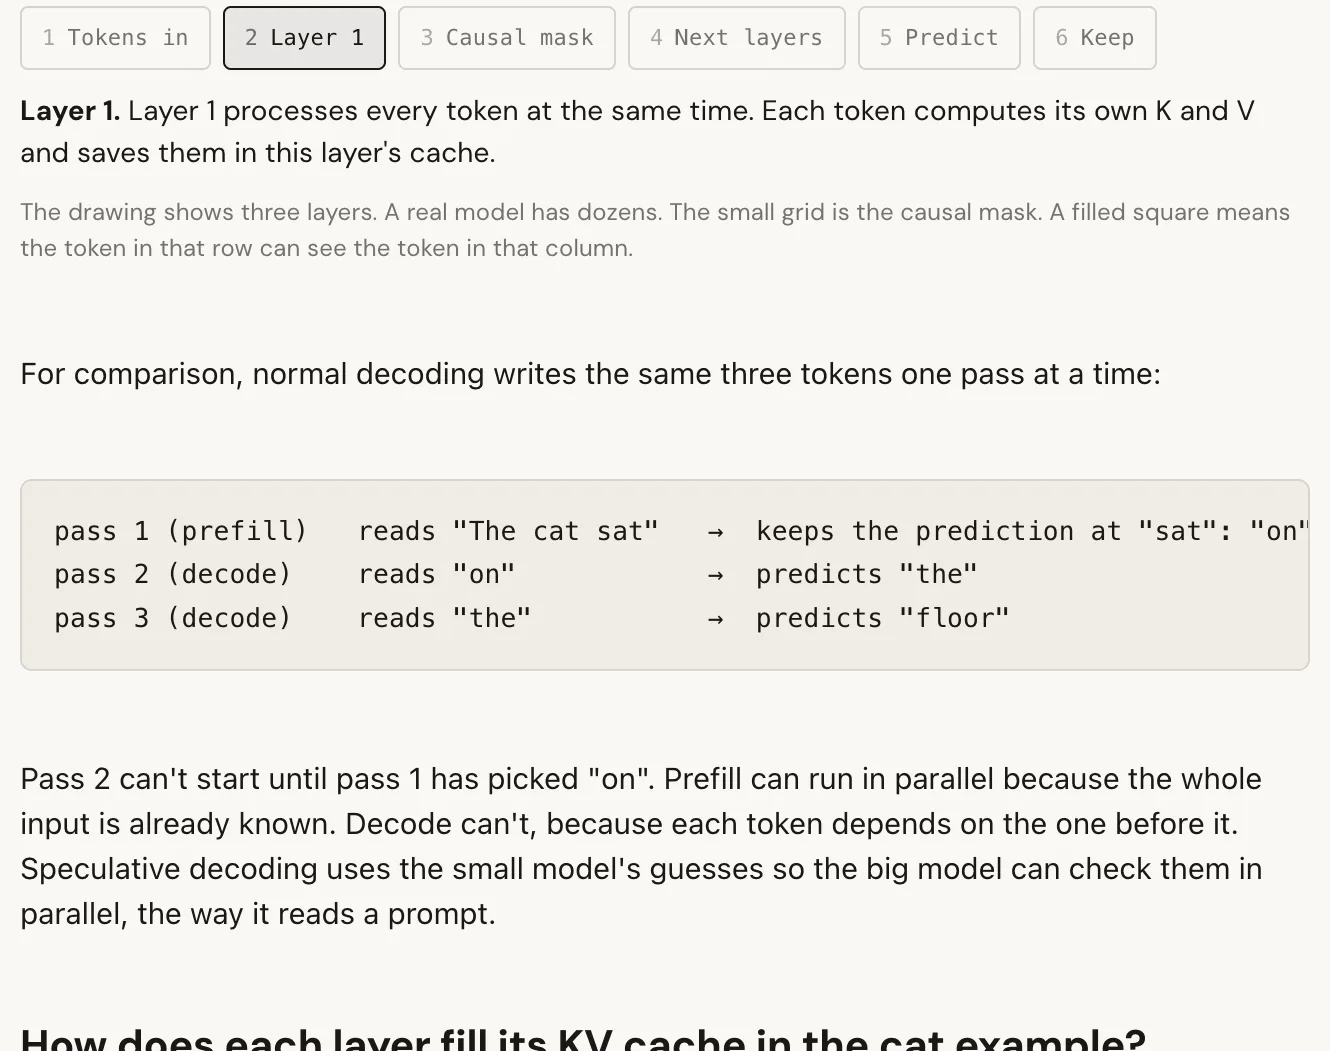 1 Tokens in 2 Layer 1 3 Causal mask 4 Next layers 5 Predict 6 Keep
Layer 1. Layer 1 processes every token at the same time. Each token computes its own K and V
and saves them in this layer's cache.
The drawing shows three layers. A real model has dozens. The small grid is the causal mask. A filled square means
the token in that row can see the token in that column.
For comparison, normal decoding writes the same three tokens one pass at a time:
pass 1 (prefill) reads "The cat sat" → keeps the prediction at "sat": "on"
pass 2 (decode) reads "on" → predicts "the"
pass 3 (decode) reads "the" → predicts "floor"
Pass 2 can't start until pass 1 has picked "on". Prefill can run in parallel because the whole
input is already known. Decode can't, because each token depends on the one before it.
Speculative decoding uses the small model's guesses so the big model can check them in
parallel, the way it reads a prompt.
How does each layer fill its KV cache in the cat example?